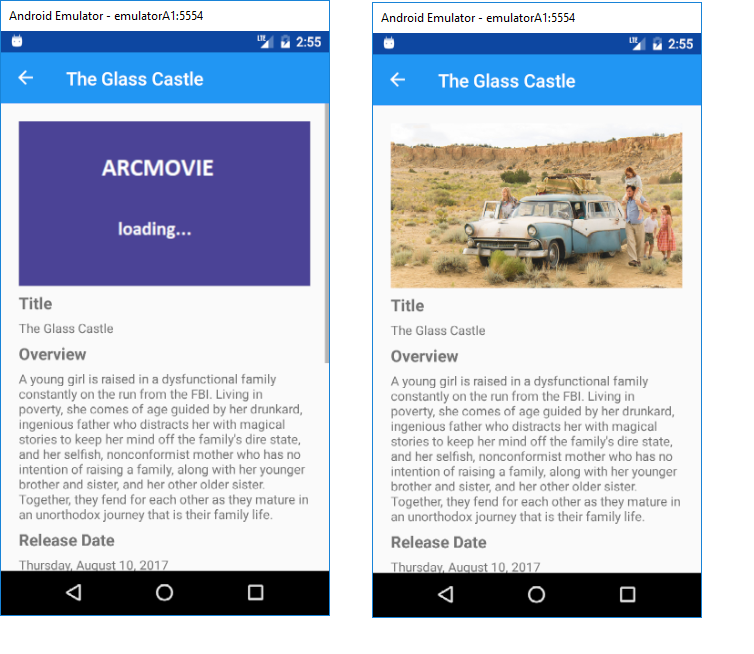 Android Emulator - emulatorA1:5554
LTE 2:55
The Glass Castle
ARCMOVIE
loading...
Title
The Glass Castle
Overview
A young girl is raised in a dysfunctional family
constantly on the run from the FBI. Living in
poverty, she comes of age guided by her drunkard,
ingenious father who distracts her with magical
stories to keep her mind off the family's dire state,
and her selfish, nonconformist mother who has no
intention of raising a family, along with her younger
brother and sister, and her other older sister.
Together, they fend for each other as they mature in
an unorthodox journey that is their family life.
Release Date
Thursday, August 10, 2017
Android Emulator - emulatorA1:5554
LTE 2:55
The Glass Castle
Title
The Glass Castle
Overview
A young girl is raised in a dysfunctional family
constantly on the run from the FBI. Living in
poverty, she comes of age guided by her drunkard,
ingenious father who distracts her with magical
stories to keep her mind off the family's dire state,
and her selfish, nonconformist mother who has no
intention of raising a family, along with her younger
brother and sister, and her other older sister.
Together, they fend for each other as they mature in
an unorthodox journey that is their family life.
Release Date
Thursday, August 10, 2017